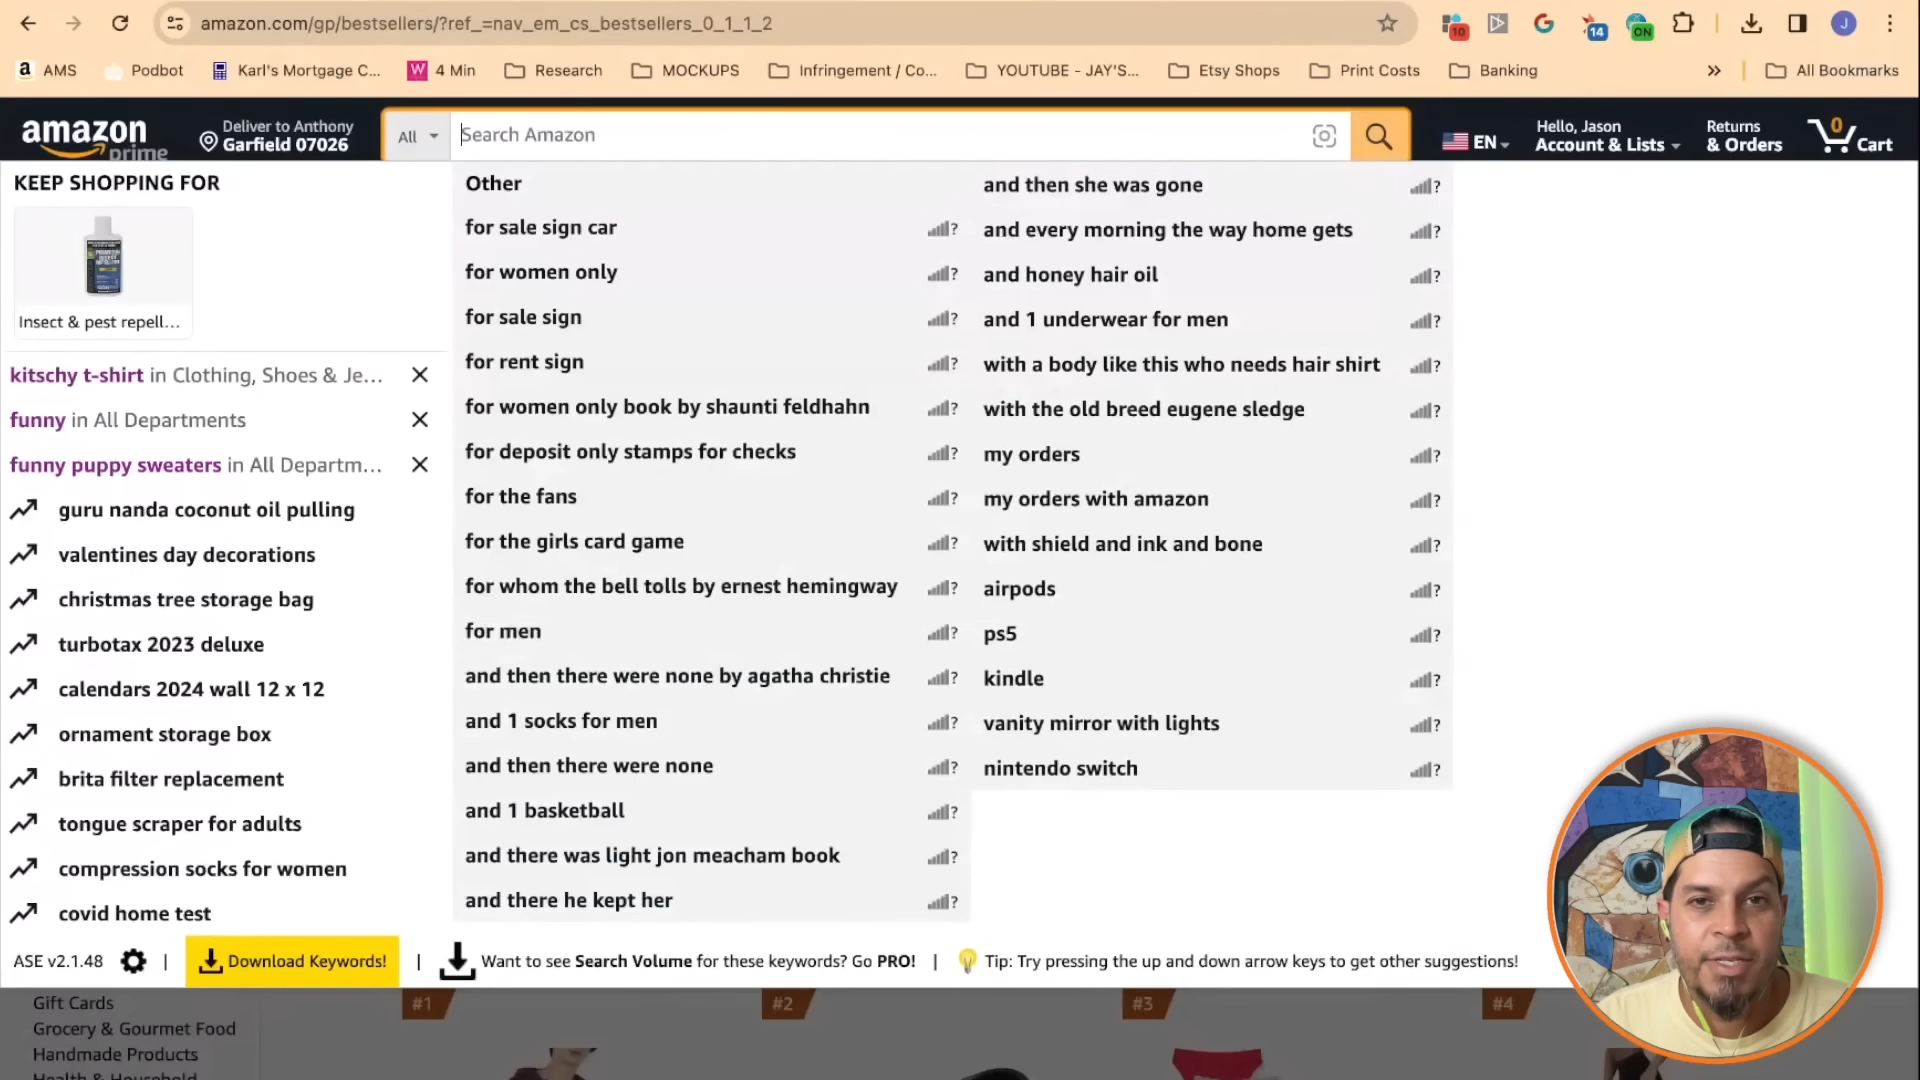 amazon.com/gp/bestsellers/?ref_=nav_em_cs_bestsellers_0_1_1_2
10
14
ON
J
a AMS
Podbot
Karl's Mortgage C...
W 4 Min
Research
MOCKUPS
Infringement / Co...
YOUTUBE - JAY'S...
Etsy Shops
Print Costs
Banking
»
All Bookmarks
amazon
prime
Deliver to Anthony
Garfield 07026
All
Search Amazon
EN
Hello, Jason
Account & Lists
Returns
& Orders
0
Cart
KEEP SHOPPING FOR
Insect & pest repell...
kitschy t-shirt in Clothing, Shoes & Je...
funny in All Departments
funny puppy sweaters in All Departm...
guru nanda coconut oil pulling
valentines day decorations
christmas tree storage bag
turbotax 2023 deluxe
calendars 2024 wall 12 x 12
ornament storage box
brita filter replacement
tongue scraper for adults
compression socks for women
covid home test
Other
for sale sign car ?
for women only ?
for sale sign ?
for rent sign ?
for women only book by shaunti feldhahn ?
for deposit only stamps for checks ?
for the fans ?
for the girls card game ?
for whom the bell tolls by ernest hemingway ?
for men ?
and then there were none by agatha christie ?
and 1 socks for men ?
and then there were none ?
and 1 basketball ?
and there was light jon meacham book ?
and there he kept her ?
and then she was gone ?
and every morning the way home gets ?
and honey hair oil ?
and 1 underwear for men ?
with a body like this who needs hair shirt ?
with the old breed eugene sledge ?
my orders ?
my orders with amazon ?
with shield and ink and bone ?
airpods ?
ps5 ?
kindle ?
vanity mirror with lights ?
nintendo switch ?
ASE v2.1.48 | Download Keywords! | Want to see Search Volume for these keywords? Go PRO! | Tip: Try pressing the up and down arrow keys to get other suggestions!
Gift Cards
Grocery & Gourmet Food
Handmade Products
Health & Household
#1
#2
#3
#4